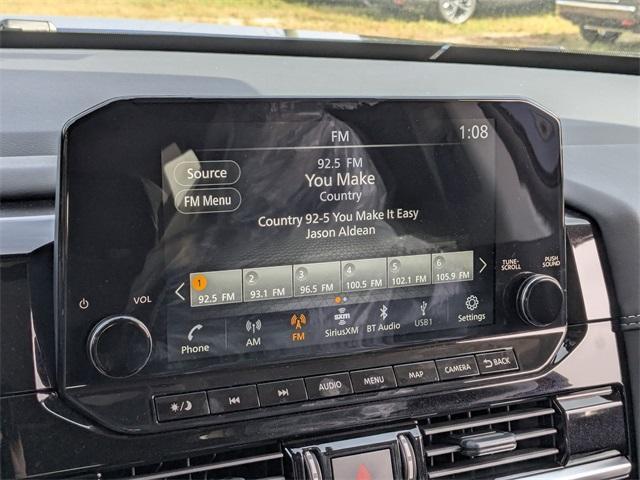 FM
1:08
Source
FM Menu
92.5 FM
You Make
Country
Country 92-5 You Make It Easy
Jason Aldean
1
92.5 FM
2
93.1 FM
3
96.5 FM
4
100.5 FM
5
102.1 FM
6
105.9 FM
Phone
AM
FM
sxm
SiriusXM
BT Audio
USB1
Settings
VOL
TUNE-
SCROLL
PUSH
SOUND
AUDIO
MENU
MAP
CAMERA
BACK